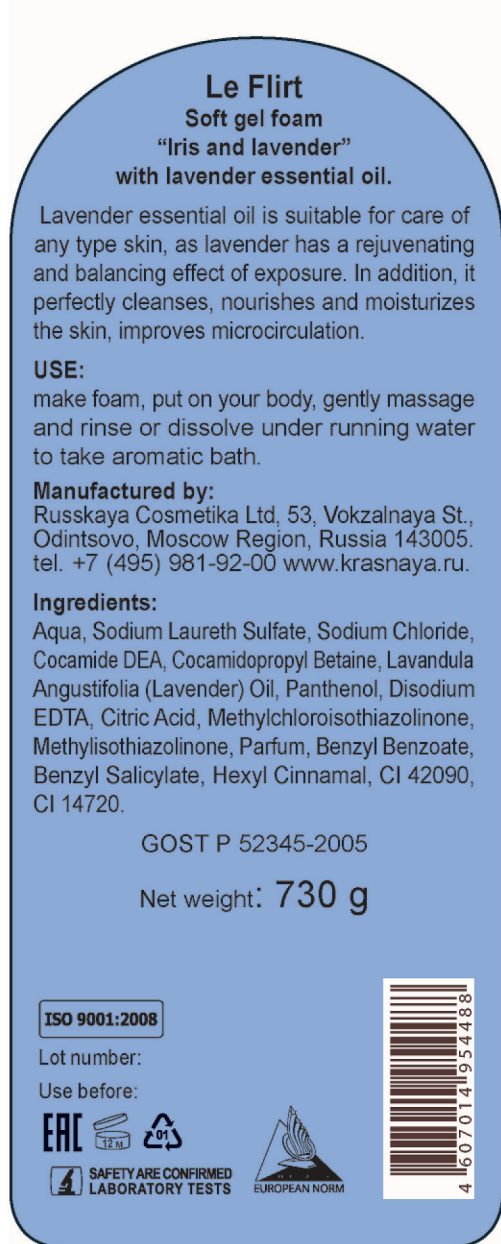 Le Flirt
Soft gel foam
“Iris and lavender”
with lavender essential oil.
Lavender essential oil is suitable for care of
any type skin, as lavender has a rejuvenating
and balancing effect of exposure. In addition, it
perfectly cleanses, nourishes and moisturizes
the skin, improves microcirculation.
USE:
make foam, put on your body, gently massage
and rinse or dissolve under running water
to take aromatic bath.
Manufactured by:
Russkaya Cosmetika Ltd, 53, Vokzalnaya St.,
Odintsovo, Moscow Region, Russia 143005.
tel. +7 (495) 981-92-00 www.krasnaya.ru.
Ingredients:
Aqua, Sodium Laureth Sulfate, Sodium Chloride,
Cocamide DEA, Cocamidopropyl Betaine, Lavandula
Angustifolia (Lavender) Oil, Panthenol, Disodium
EDTA, Citric Acid, Methylchloroisothiazolinone,
Methylisothiazolinone, Parfum, Benzyl Benzoate,
Benzyl Salicylate, Hexyl Cinnamal, CI 42090,
CI 14720.
GOST P 52345-2005
Net weight: 730 g
ISO 9001:2008
Lot number:
Use before:
EAC
12 M
01
SAFETY ARE CONFIRMED
LABORATORY TESTS
EUROPEAN NORM
4 607014 954488